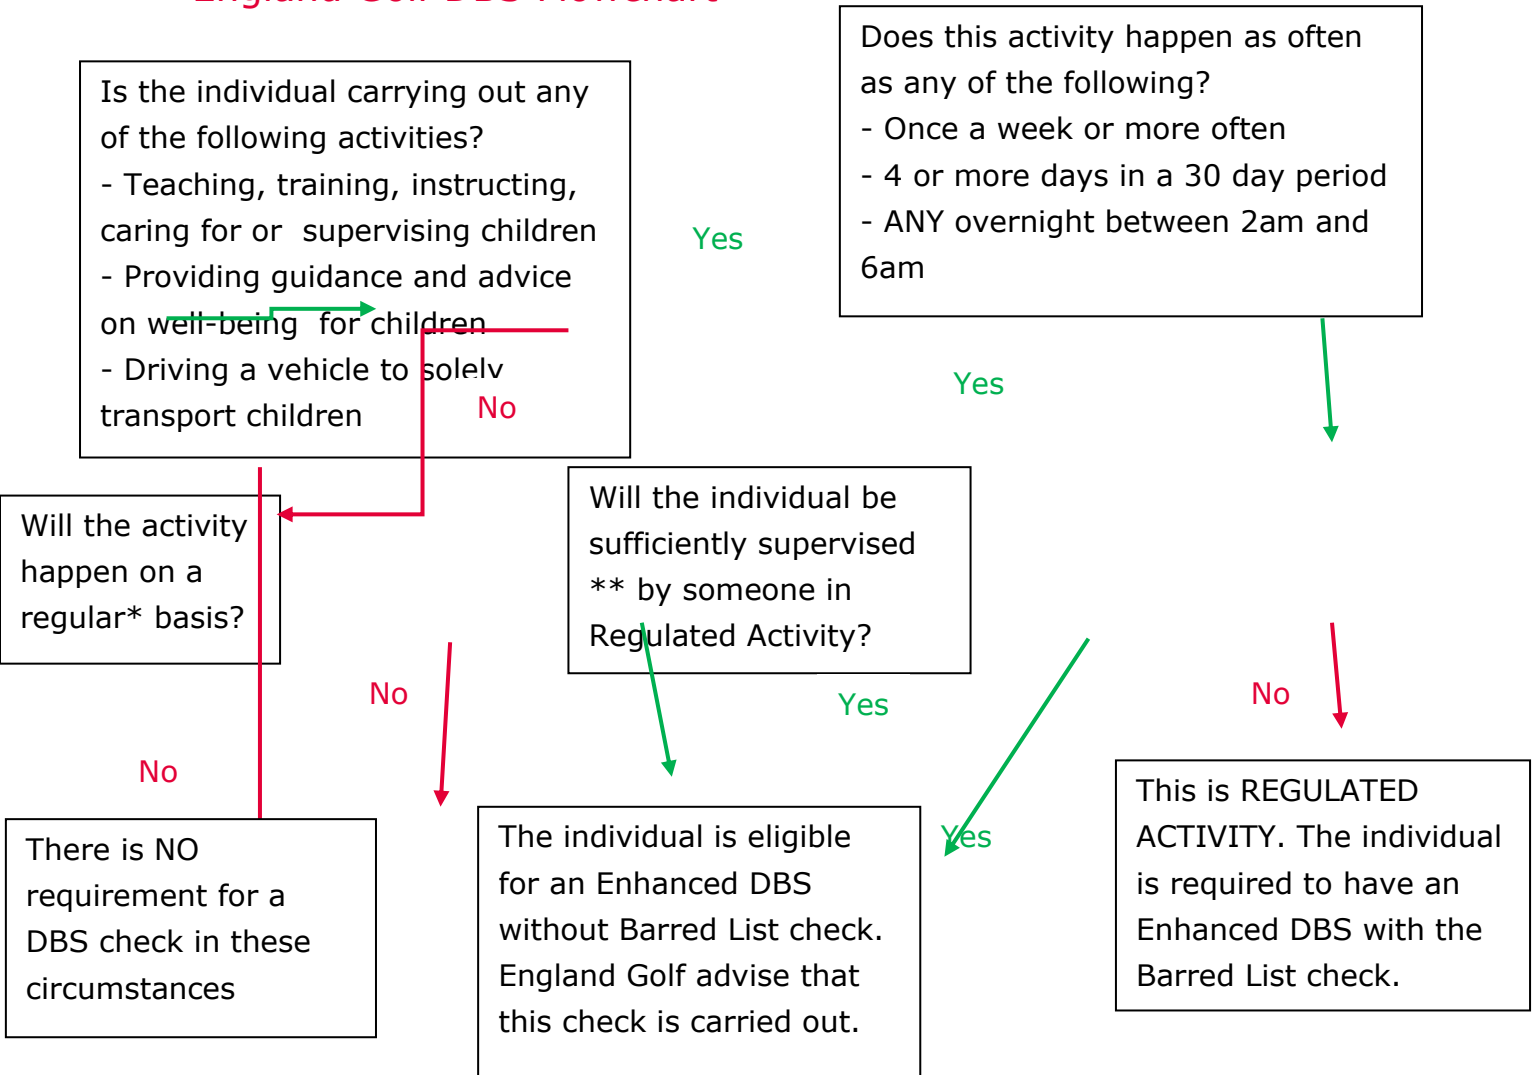 England Golf DBS Flowchart
Does this activity happen as often
as any of the following?
- Once a week or more often
- 4 or more days in a 30 day period
- ANY overnight between 2am and
6am
Is the individual carrying out any
of the following activities?
- Teaching, training, instructing,
caring for or supervising children
- Providing guidance and advice
on well-being for children
- Driving a vehicle to solely
transport children
Yes
No
Yes
Will the activity
happen on a
regular* basis?
Will the individual be
sufficiently supervised
** by someone in
Regulated Activity?
No
Yes
No
No
Yes
There is NO
requirement for a
DBS check in these
circumstances
The individual is eligible
for an Enhanced DBS
without Barred List check.
England Golf advise that
this check is carried out.
This is REGULATED
ACTIVITY. The individual
is required to have an
Enhanced DBS with the
Barred List check.